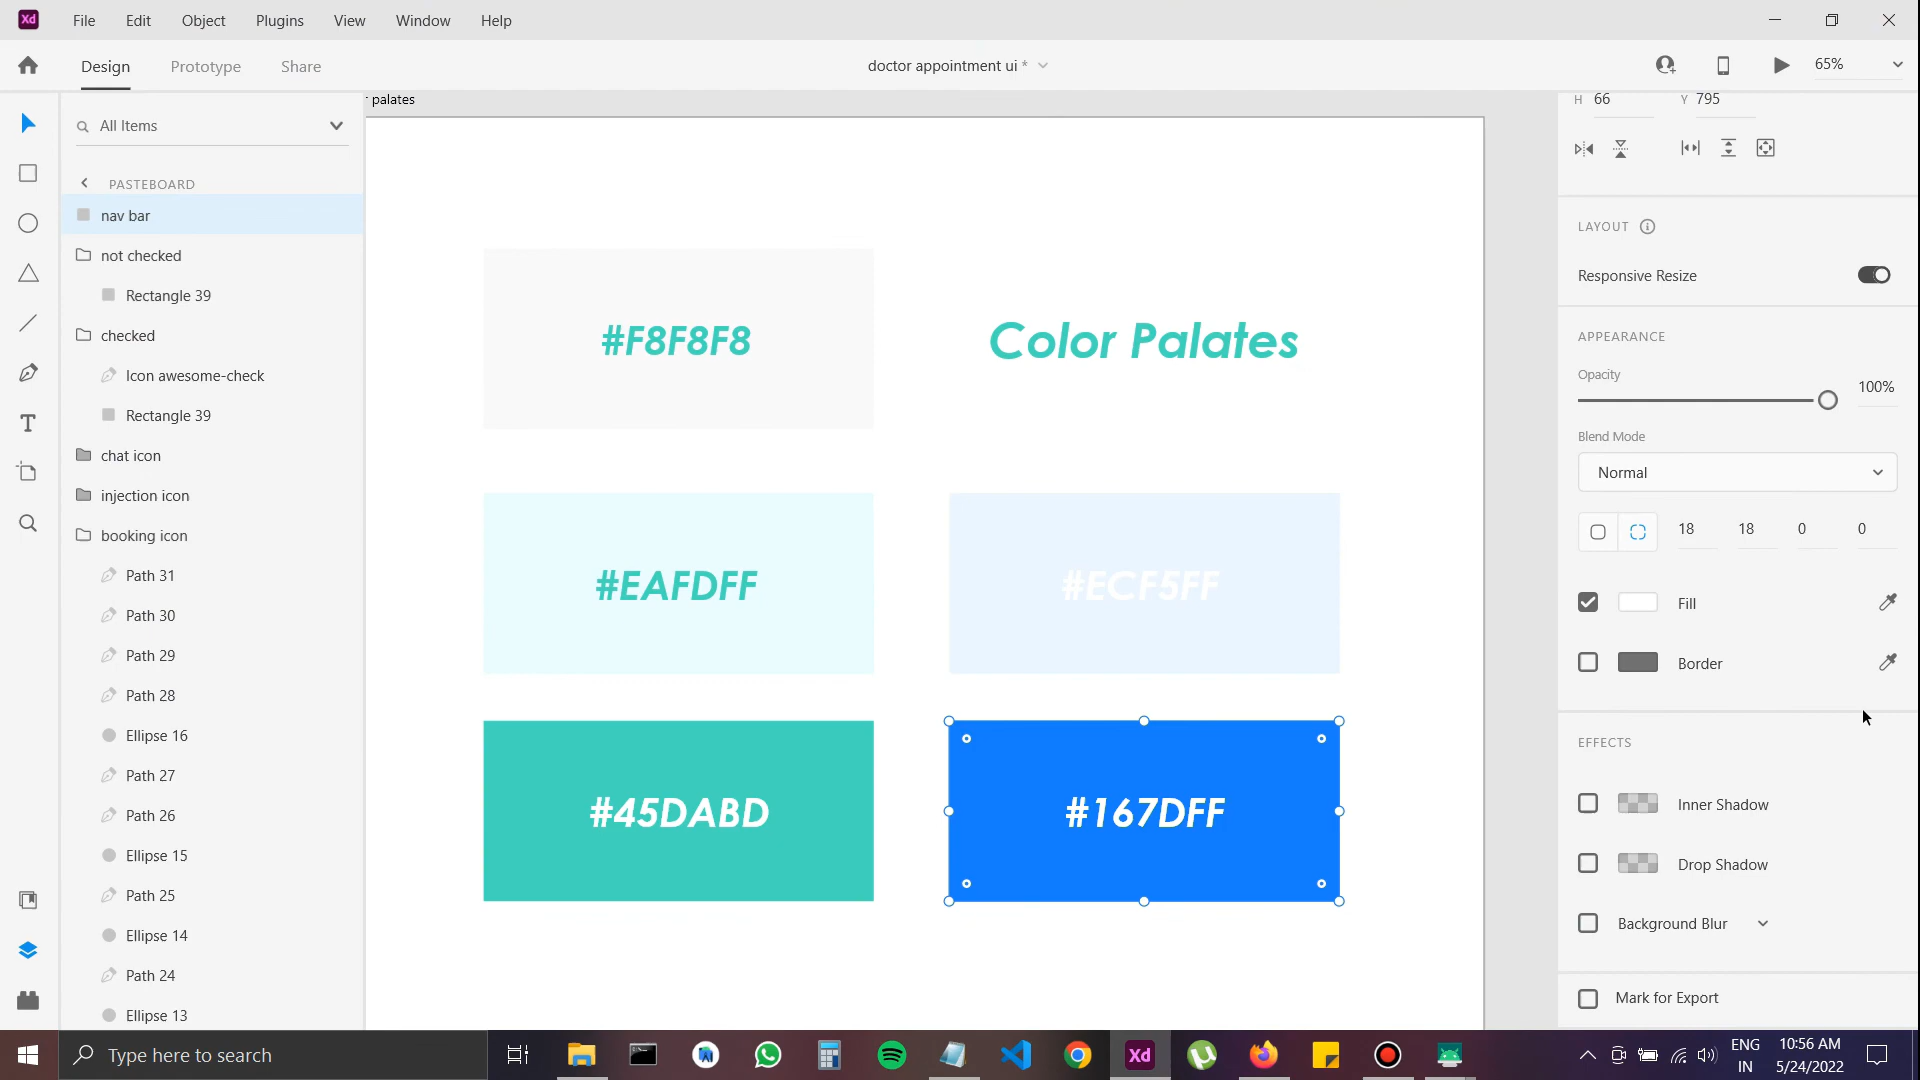 Xd File Edit Object Plugins View Window Help
Design Prototype Share doctor appointment ui * 65%
palates
H 66 Y 795
All Items
PASTEBOARD
nav bar
not checked
Rectangle 39
checked
Icon awesome-check
Rectangle 39
chat icon
injection icon
booking icon
Path 31
Path 30
Path 29
Path 28
Ellipse 16
Path 27
Path 26
Ellipse 15
Path 25
Ellipse 14
Path 24
Ellipse 13
#F8F8F8
Color Palates
#EAFDFF
#ECF5FF
#45DABD
#167DFF
LAYOUT
Responsive Resize
APPEARANCE
Opacity
100%
Blend Mode
Normal
18 18 0 0
Fill
Border
EFFECTS
Inner Shadow
Drop Shadow
Background Blur
Mark for Export
Type here to search
Xd
ENG
IN
10:56 AM
5/24/2022